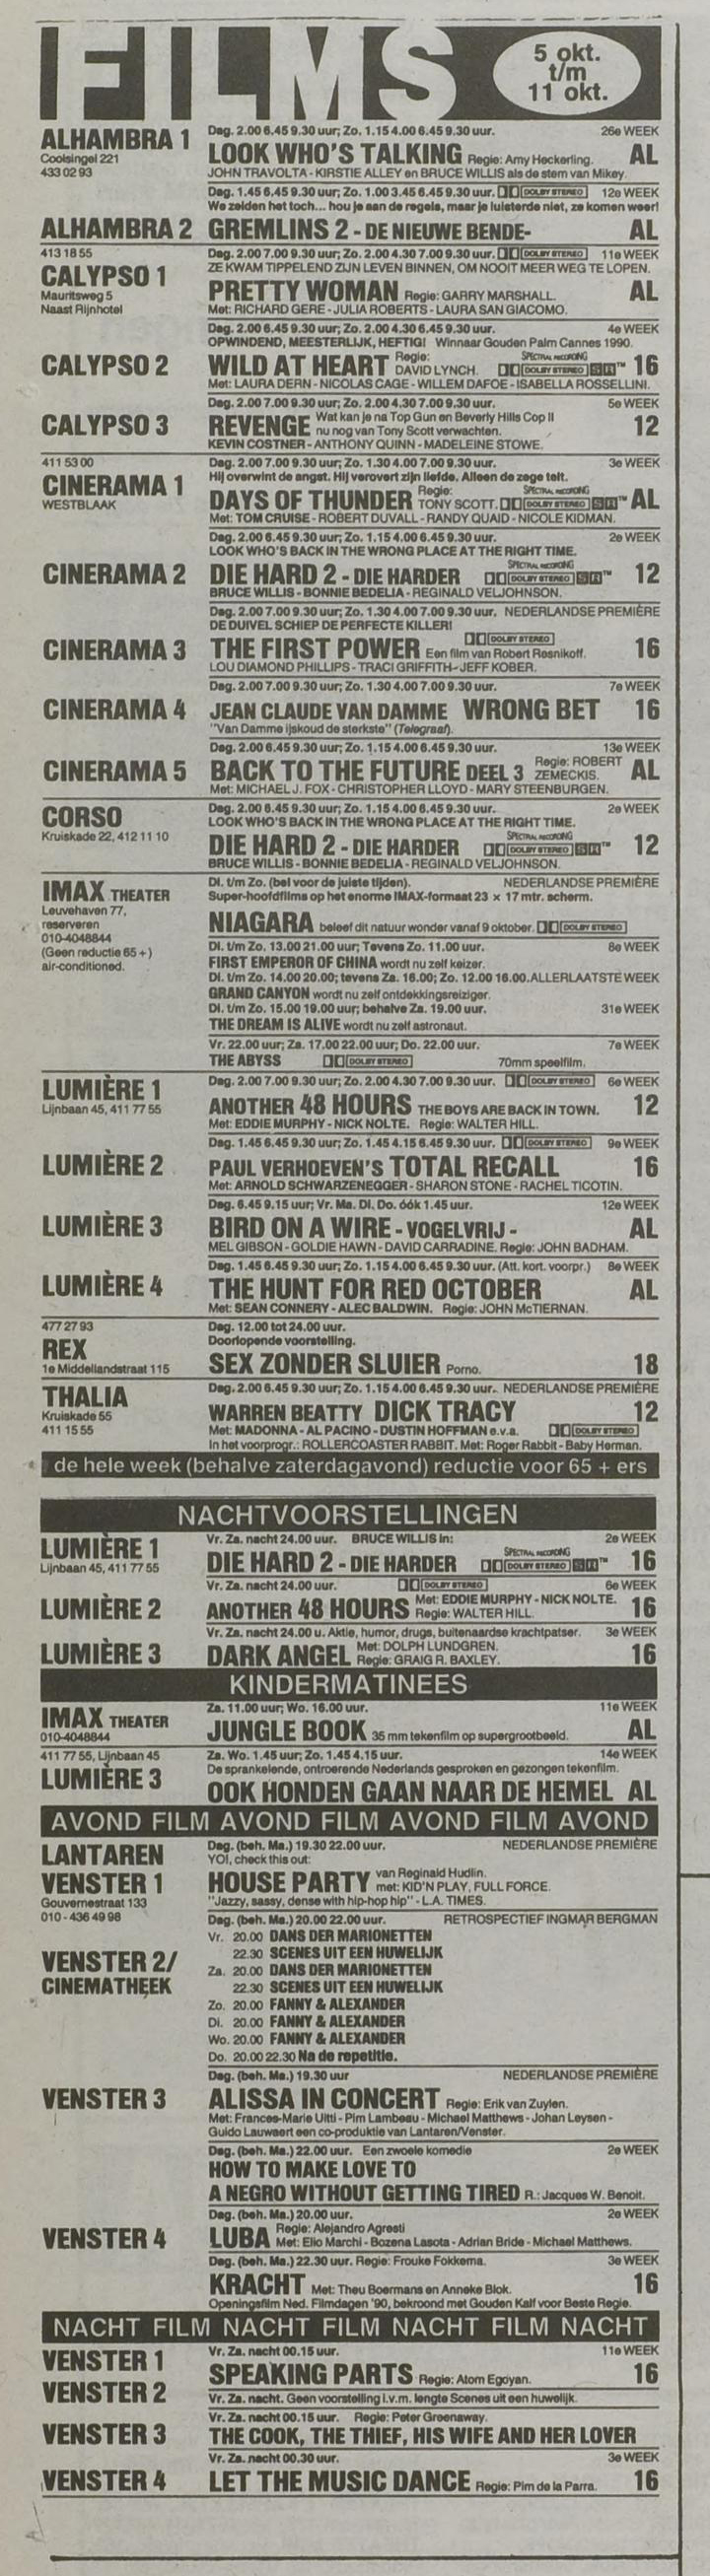 FILMS
5 okt.
t/m
11 okt.
ALHAMBRA 1
Coolsingel 221
433 02 93
Dag. 2.00 6.45 9.30 uur; Zo. 1.15 4.00 6.45 9.30 uur. 26e WEEK
LOOK WHO'S TALKING Regie: Amy Heckerling. AL
JOHN TRAVOLTA - KIRSTIE ALLEY en BRUCE WILLIS als de stem van Mikey.
Dag. 1.45 6.45 9.30 uur; Zo. 1.00 3.45 6.45 9.30 uur. DOLBY STEREO 12e WEEK
We zeiden het toch... hou je aan de regels, maar je luisterde niet, ze komen weer!
ALHAMBRA 2 GREMLINS 2 - DE NIEUWE BENDE- AL
413 18 55
CALYPSO 1
Mauritsweg 5
Naast Rijnhotel
Dag. 2.00 7.00 9.30 uur; Zo. 2.00 4.30 7.00 9.30 uur. DOLBY STEREO 11e WEEK
ZE KWAM TIPPELEND ZIJN LEVEN BINNEN, OM NOOIT MEER WEG TE LOPEN.
PRETTY WOMAN Regie: GARRY MARSHALL. AL
Met: RICHARD GERE - JULIA ROBERTS - LAURA SAN GIACOMO.
Dag. 2.00 6.45 9.30 uur; Zo. 2.00 4.30 6.45 9.30 uur. 4e WEEK
OPWINDEND, MEESTERLIJK, HEFTIG! Winnaar Gouden Palm Cannes 1990.
CALYPSO 2 WILD AT HEART Regie: DAVID LYNCH. SPECTRAL RECORDING DOLBY STEREO SR™ 16
Met: LAURA DERN - NICOLAS CAGE - WILLEM DAFOE - ISABELLA ROSSELLINI.
Dag. 2.00 7.00 9.30 uur; Zo. 2.00 4.30 7.00 9.30 uur. 5e WEEK
CALYPSO 3 REVENGE Wat kan je na Top Gun en Beverly Hills Cop II nu nog van Tony Scott verwachten. 12
KEVIN COSTNER - ANTHONY QUINN - MADELEINE STOWE.
411 53 00
CINERAMA 1
WESTBLAAK
Dag. 2.00 7.00 9.30 uur; Zo. 1.30 4.00 7.00 9.30 uur. 3e WEEK
Hij overwint de angst. Hij verovert zijn liefde. Alleen de zege telt.
DAYS OF THUNDER Regie: TONY SCOTT. SPECTRAL RECORDING DOLBY STEREO SR™ AL
Met: TOM CRUISE - ROBERT DUVALL - RANDY QUAID - NICOLE KIDMAN.
Dag. 2.00 6.45 9.30 uur; Zo. 1.15 4.00 6.45 9.30 uur. 2e WEEK
LOOK WHO'S BACK IN THE WRONG PLACE AT THE RIGHT TIME.
CINERAMA 2 DIE HARD 2 - DIE HARDER SPECTRAL RECORDING DOLBY STEREO SR™ 12
BRUCE WILLIS - BONNIE BEDELIA - REGINALD VELJOHNSON.
Dag. 2.00 7.00 9.30 uur; Zo. 1.30 4.00 7.00 9.30 uur. NEDERLANDSE PREMIÈRE
DE DUIVEL SCHIEP DE PERFECTE KILLER!
CINERAMA 3 THE FIRST POWER DOLBY STEREO Een film van Robert Resnikoff. 16
LOU DIAMOND PHILLIPS - TRACI GRIFFITH - JEFF KOBER.
Dag. 2.00 7.00 9.30 uur; Zo. 1.30 4.00 7.00 9.30 uur. 7e WEEK
CINERAMA 4 JEAN CLAUDE VAN DAMME WRONG BET 16
"Van Damme ijskoud de sterkste" (Telegraaf).
Dag. 2.00 6.45 9.30 uur; Zo. 1.15 4.00 6.45 9.30 uur. 13e WEEK
CINERAMA 5 BACK TO THE FUTURE DEEL 3 Regie: ROBERT ZEMECKIS. AL
Met: MICHAEL J. FOX - CHRISTOPHER LLOYD - MARY STEENBURGEN.
CORSO
Kruiskade 22, 412 11 10
Dag. 2.00 6.45 9.30 uur; Zo. 1.15 4.00 6.45 9.30 uur. 2e WEEK
LOOK WHO'S BACK IN THE WRONG PLACE AT THE RIGHT TIME.
DIE HARD 2 - DIE HARDER SPECTRAL RECORDING DOLBY STEREO SR™ 12
BRUCE WILLIS - BONNIE BEDELIA - REGINALD VELJOHNSON.
IMAX THEATER
Leuvehaven 77,
reserveren
010-4048844
(Geen reductie 65 +)
air-conditioned.
Di. t/m Zo. (bel voor de juiste tijden). NEDERLANDSE PREMIÈRE
Super-hoofdfilms op het enorme IMAX-formaat 23 × 17 mtr. scherm.
NIAGARA beleef dit natuur wonder vanaf 9 oktober. DOLBY STEREO
Di. t/m Zo. 13.00 21.00 uur; Tevens Zo. 11.00 uur. 8e WEEK
FIRST EMPEROR OF CHINA wordt nu zelf keizer.
Di. t/m Zo. 14.00 20.00; tevens Za. 16.00; Zo. 12.00 16.00. ALLERLAATSTE WEEK
GRAND CANYON wordt nu zelf ontdekkingsreiziger.
Di. t/m Zo. 15.00 19.00 uur; behalve Za. 19.00 uur. 31e WEEK
THE DREAM IS ALIVE wordt nu zelf astronaut.
Vr. 22.00 uur; Za. 17.00 22.00 uur; Do. 22.00 uur. 7e WEEK
THE ABYSS DOLBY STEREO 70mm speelfilm.
LUMIÈRE 1
Lijnbaan 45, 411 77 55
Dag. 2.00 7.00 9.30 uur; Zo. 2.00 4.30 7.00 9.30 uur. DOLBY STEREO 6e WEEK
ANOTHER 48 HOURS THE BOYS ARE BACK IN TOWN. 12
Met: EDDIE MURPHY - NICK NOLTE. Regie: WALTER HILL.
Dag. 1.45 6.45 9.30 uur; Zo. 1.45 4.15 6.45 9.30 uur. DOLBY STEREO 9e WEEK
LUMIÈRE 2 PAUL VERHOEVEN'S TOTAL RECALL 16
Met: ARNOLD SCHWARZENEGGER - SHARON STONE - RACHEL TICOTIN.
Dag. 6.45 9.15 uur; Vr. Ma. Di. Do. óók 1.45 uur. 12e WEEK
LUMIÈRE 3 BIRD ON A WIRE - VOGELVRIJ - AL
MEL GIBSON - GOLDIE HAWN - DAVID CARRADINE. Regie: JOHN BADHAM.
Dag. 1.45 6.45 9.30 uur; Zo. 1.15 4.00 6.45 9.30 uur. (Att. kort. voorpr.) 8e WEEK
LUMIÈRE 4 THE HUNT FOR RED OCTOBER AL
Met: SEAN CONNERY - ALEC BALDWIN. Regie: JOHN McTIERNAN.
477 27 93
REX
1e Middellandstraat 115
Dag. 12.00 tot 24.00 uur.
Doorlopende voorstelling.
SEX ZONDER SLUIER Porno. 18
THALIA
Kruiskade 55
411 15 55
Dag. 2.00 6.45 9.30 uur; Zo. 1.15 4.00 6.45 9.30 uur. NEDERLANDSE PREMIÈRE
WARREN BEATTY DICK TRACY 12
Met: MADONNA - AL PACINO - DUSTIN HOFFMAN e.v.a. DOLBY STEREO
In het voorprogr.: ROLLERCOASTER RABBIT. Met: Roger Rabbit - Baby Herman.
de hele week (behalve zaterdagavond) reductie voor 65 + ers
NACHTVOORSTELLINGEN
LUMIÈRE 1
Lijnbaan 45, 411 77 55
Vr. Za. nacht 24.00 uur. BRUCE WILLIS in: 2e WEEK
DIE HARD 2 - DIE HARDER SPECTRAL RECORDING DOLBY STEREO SR™ 16
Vr. Za. nacht 24.00 uur. DOLBY STEREO 6e WEEK
LUMIÈRE 2 ANOTHER 48 HOURS Met: EDDIE MURPHY - NICK NOLTE. Regie: WALTER HILL. 16
Vr. Za. nacht 24.00 u. Aktie, humor, drugs, buitenaardse krachtpatser. 3e WEEK
LUMIÈRE 3 DARK ANGEL Met: DOLPH LUNDGREN. Regie: GRAIG R. BAXLEY. 16
KINDERMATINEES
IMAX THEATER
010-4048844
Za. 11.00 uur; Wo. 16.00 uur. 11e WEEK
JUNGLE BOOK 35 mm tekenfilm op supergrootbeeld. AL
411 77 55, Lijnbaan 45
LUMIÈRE 3
Za. Wo. 1.45 uur; Zo. 1.45 4.15 uur. 14e WEEK
De sprankelende, ontroerende Nederlands gesproken en gezongen tekenfilm.
OOK HONDEN GAAN NAAR DE HEMEL AL
AVOND FILM AVOND FILM AVOND FILM AVOND
LANTAREN
VENSTER 1
Gouvernestraat 133
010 - 436 49 98
Dag. (beh. Ma.) 19.30 22.00 uur. NEDERLANDSE PREMIÈRE
YO!, check this out:
HOUSE PARTY van Reginald Hudlin. met: KID'N PLAY, FULL FORCE.
"Jazzy, sassy, dense with hip-hop hip" - L.A. TIMES.
VENSTER 2/
CINEMATHEEK
Dag. (beh. Ma.) 20.00 22.00 uur. RETROSPECTIEF INGMAR BERGMAN
Vr. 20.00 DANS DER MARIONETTEN
22.30 SCENES UIT EEN HUWELIJK
Za. 20.00 DANS DER MARIONETTEN
22.30 SCENES UIT EEN HUWELIJK
Zo. 20.00 FANNY & ALEXANDER
Di. 20.00 FANNY & ALEXANDER
Wo. 20.00 FANNY & ALEXANDER
Do. 20.00 22.30 Na de repetitie.
Dag. (beh. Ma.) 19.30 uur NEDERLANDSE PREMIÈRE
VENSTER 3 ALISSA IN CONCERT Regie: Erik van Zuylen.
Met: Frances-Marie Uitti - Pim Lambeau - Michael Matthews - Johan Leysen -
Guido Lauwaert een co-produktie van Lantaren/Venster.
Dag. (beh. Ma.) 22.00 uur. Een zwoele komedie 2e WEEK
HOW TO MAKE LOVE TO
A NEGRO WITHOUT GETTING TIRED R.: Jacques W. Benoit.
Dag. (beh. Ma.) 20.00 uur. 2e WEEK
VENSTER 4 LUBA Regie: Alejandro Agresti
Met: Elio Marchi - Bozena Lasota - Adrian Bride - Michael Matthews.
Dag. (beh. Ma.) 22.30 uur. Regie: Frouke Fokkema. 3e WEEK
KRACHT Met: Theu Boermans en Anneke Blok. 16
Openingsfilm Ned. Filmdagen '90, bekroond met Gouden Kalf voor Beste Regie.
NACHT FILM NACHT FILM NACHT FILM NACHT
Vr. Za. nacht 00.15 uur. 11e WEEK
VENSTER 1 SPEAKING PARTS Regie: Atom Egoyan. 16
VENSTER 2 Vr. Za. nacht. Geen voorstelling i.v.m. lengte Scenes uit een huwelijk.
Vr. Za. nacht 00.15 uur. Regie: Peter Greenaway.
VENSTER 3 THE COOK, THE THIEF, HIS WIFE AND HER LOVER
Vr. Za. nacht 00.30 uur. 3e WEEK
VENSTER 4 LET THE MUSIC DANCE Regie: Pim de la Parra. 16